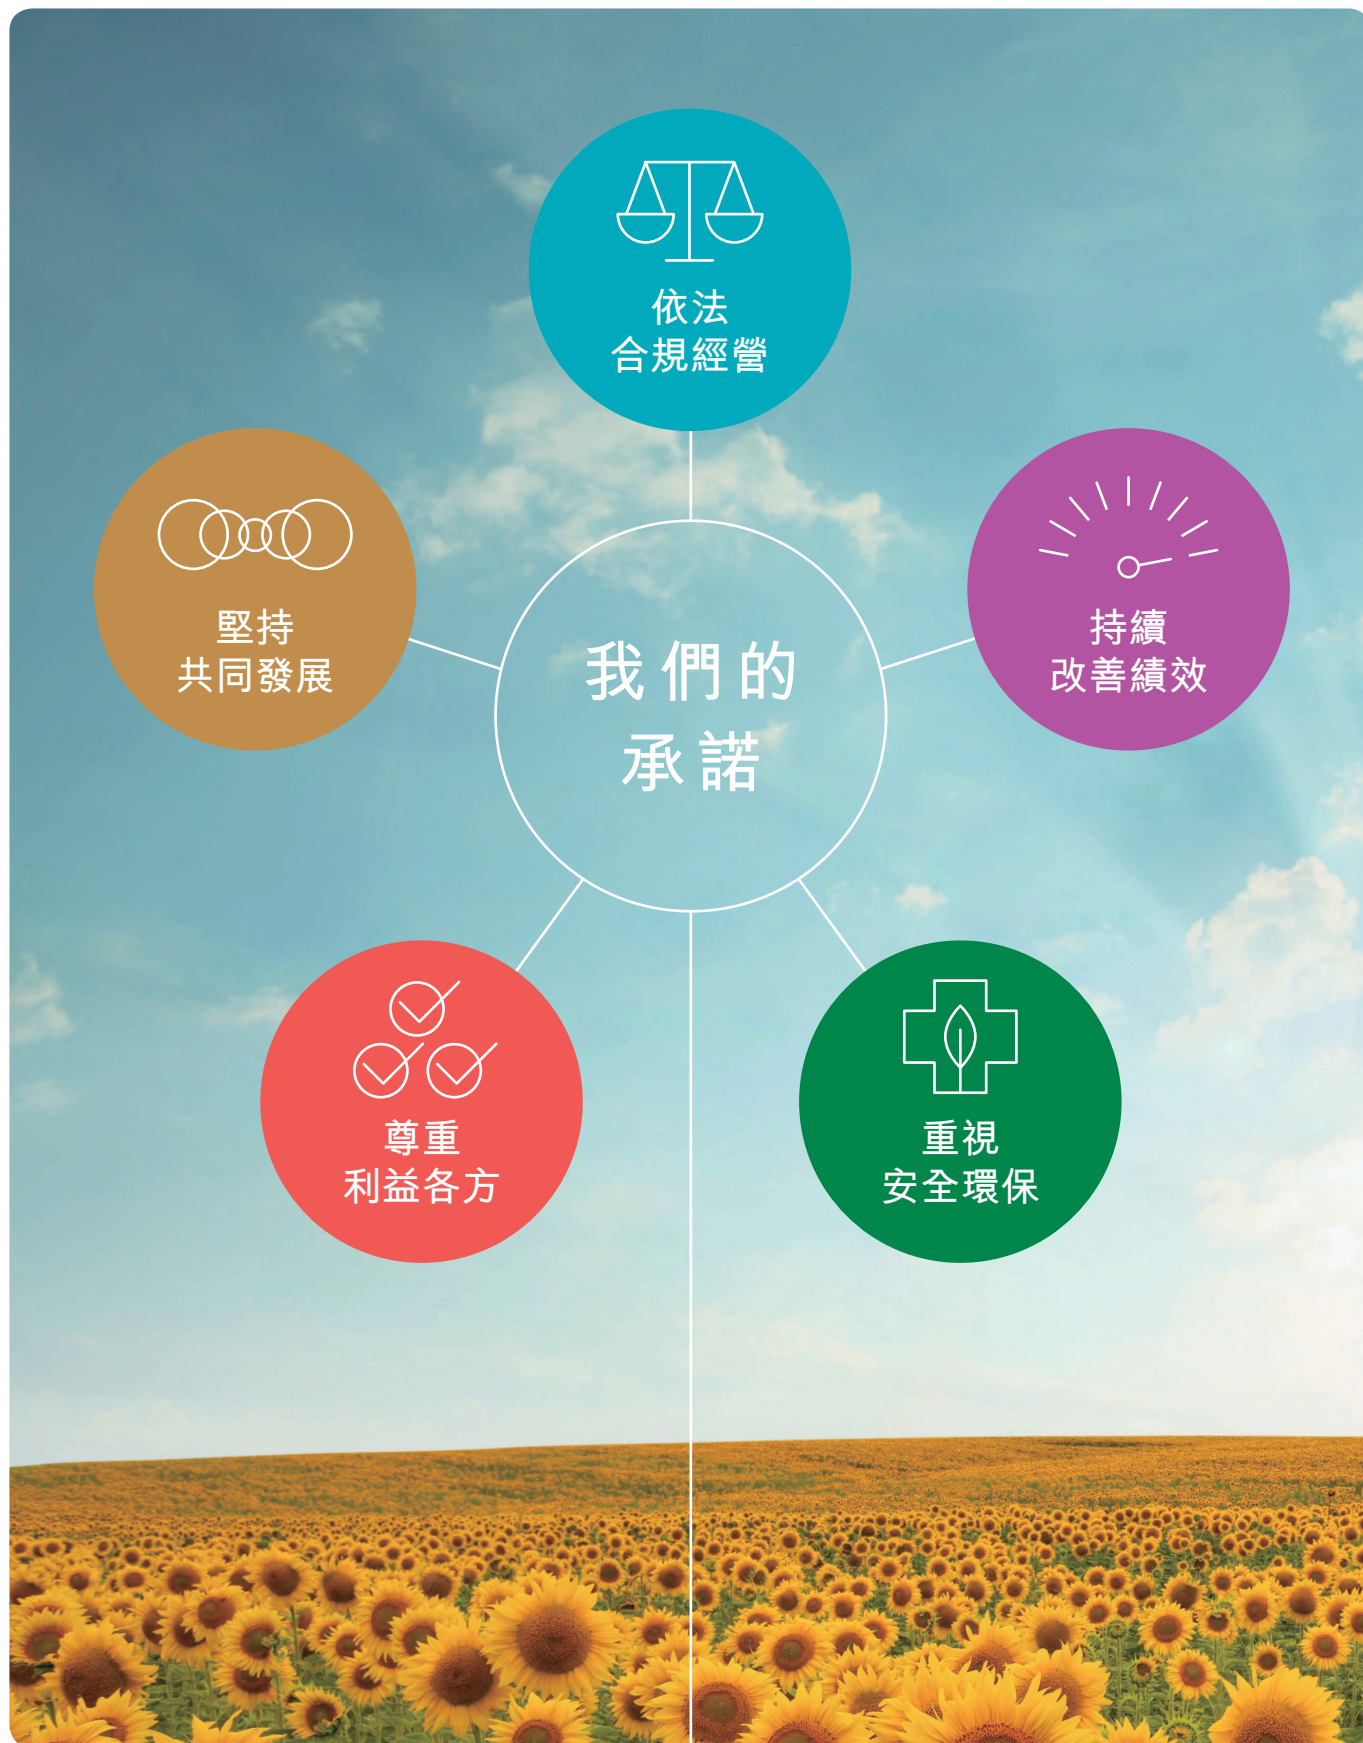 依法
合規經營
堅持
共同發展
持續
改善績效
我們的
承諾
尊重
利益各方
重視
安全環保